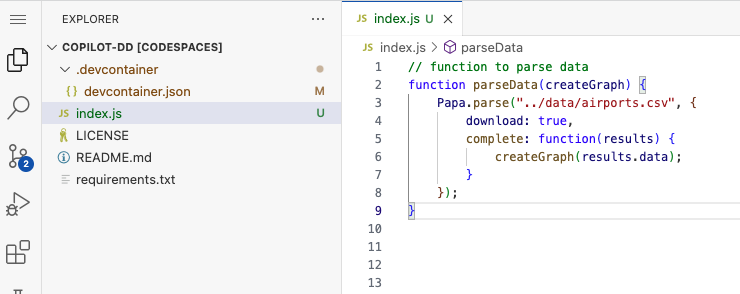 EXPLORER
COPILOT-DD [CODESPACES]
.devcontainer
{} devcontainer.json M
JS index.js U
LICENSE
README.md
requirements.txt
2
JS index.js U
JS index.js > parseData
1 // function to parse data
2 function parseData(createGraph) {
3 Papa.parse("../data/airports.csv", {
4 download: true,
5 complete: function(results) {
6 createGraph(results.data);
7 }
8 });
9 }
10
11
12
13